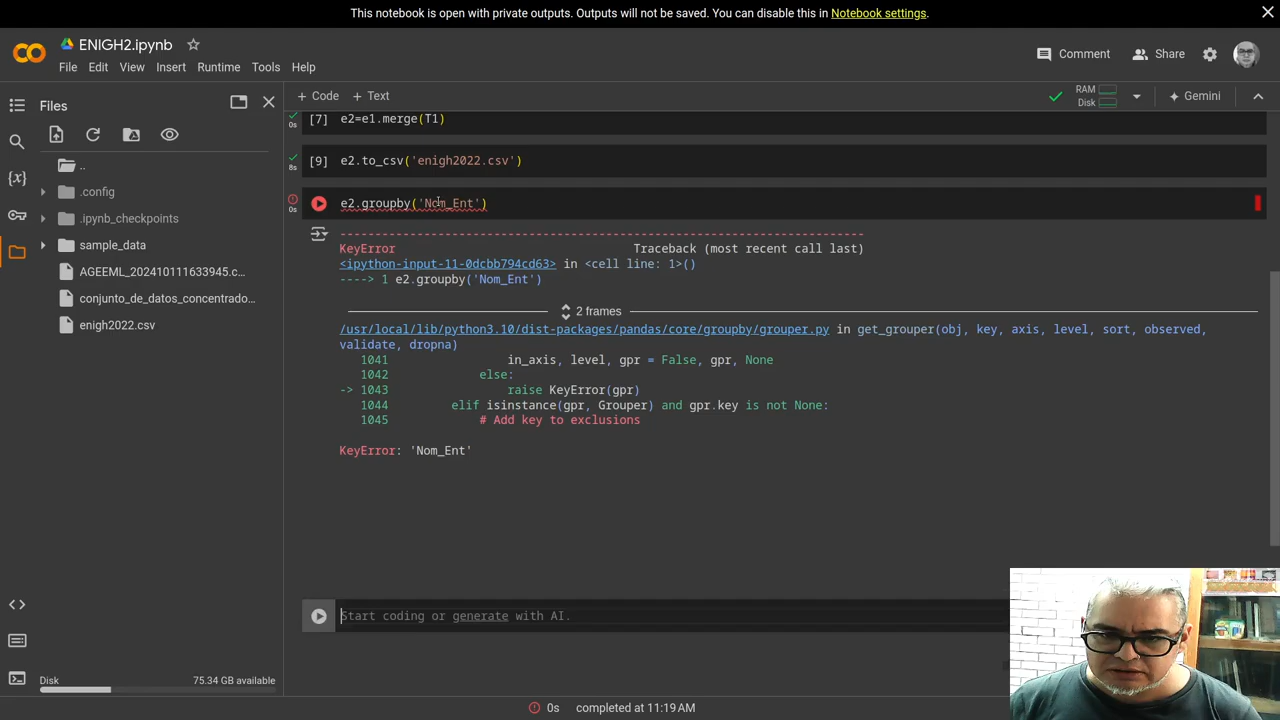 This notebook is open with private outputs. Outputs will not be saved. You can disable this in Notebook settings.
ENIGH2.ipynb
Comment
Share
File Edit View Insert Runtime Tools Help
Files
+ Code + Text
RAM
Disk
Gemini
[7] e2=e1.merge(T1)
0s
..
[9] e2.to_csv('enigh2022.csv')
8s
.config
e2.groupby('Nom_Ent')
0s
.ipynb_checkpoints
sample_data
AGEEML_202410111633945.c...
conjunto_de_datos_concentrado...
enigh2022.csv
---------------------------------------------------------------------------
KeyError Traceback (most recent call last)
<ipython-input-11-0dcbb794cd63> in <cell line: 1>()
----> 1 e2.groupby('Nom_Ent')
2 frames
/usr/local/lib/python3.10/dist-packages/pandas/core/groupby/grouper.py in get_grouper(obj, key, axis, level, sort, observed,
validate, dropna)
1041 in_axis, level, gpr = False, gpr, None
1042 else:
-> 1043 raise KeyError(gpr)
1044 elif isinstance(gpr, Grouper) and gpr.key is not None:
1045 # Add key to exclusions
KeyError: 'Nom_Ent'
Start coding or generate with AI.
Disk 75.34 GB available
0s completed at 11:19 AM